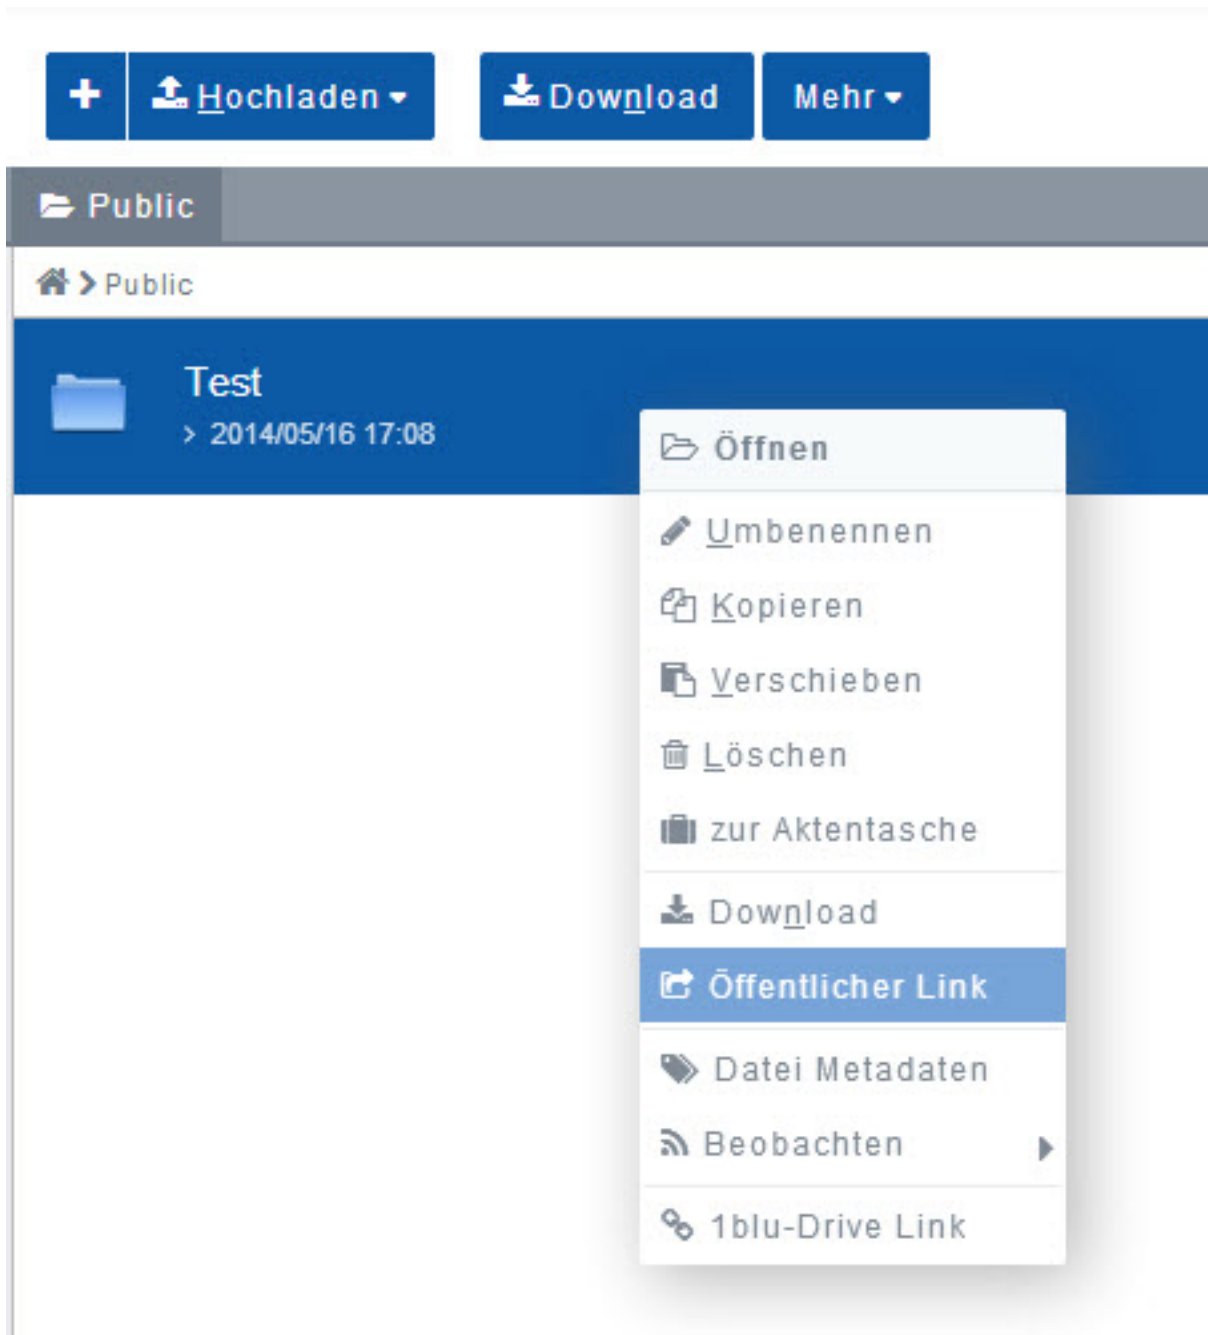 Hochladen
Download
Mehr
Public
Public
Test
> 2014/05/16 17:08
Öffnen
Umbenennen
Kopieren
Verschieben
Löschen
zur Aktentasche
Download
Öffentlicher Link
Datei Metadaten
Beobachten
1blu-Drive Link